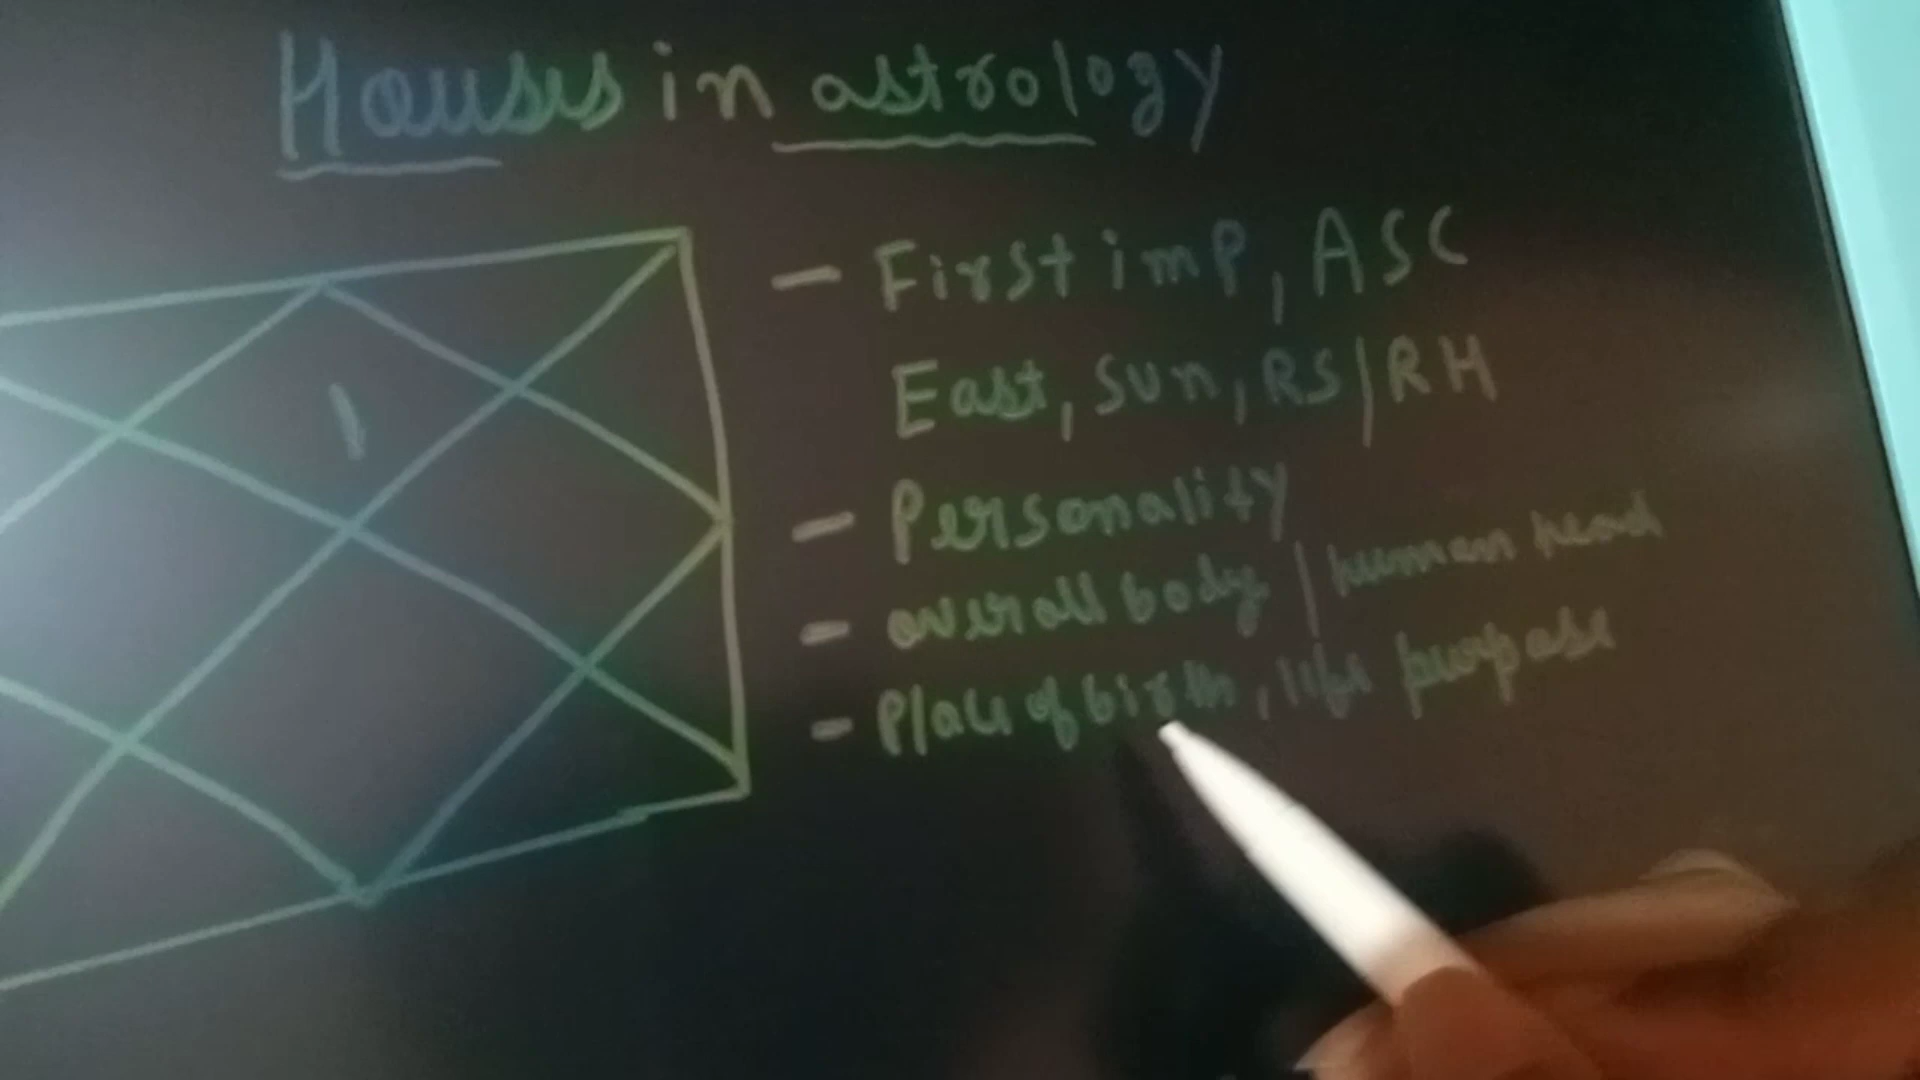 Houses in astrology
1
- First imp, ASC
East, Sun, RS/RH
- Personality
- overall body / human head
- Place of birth, life purpose